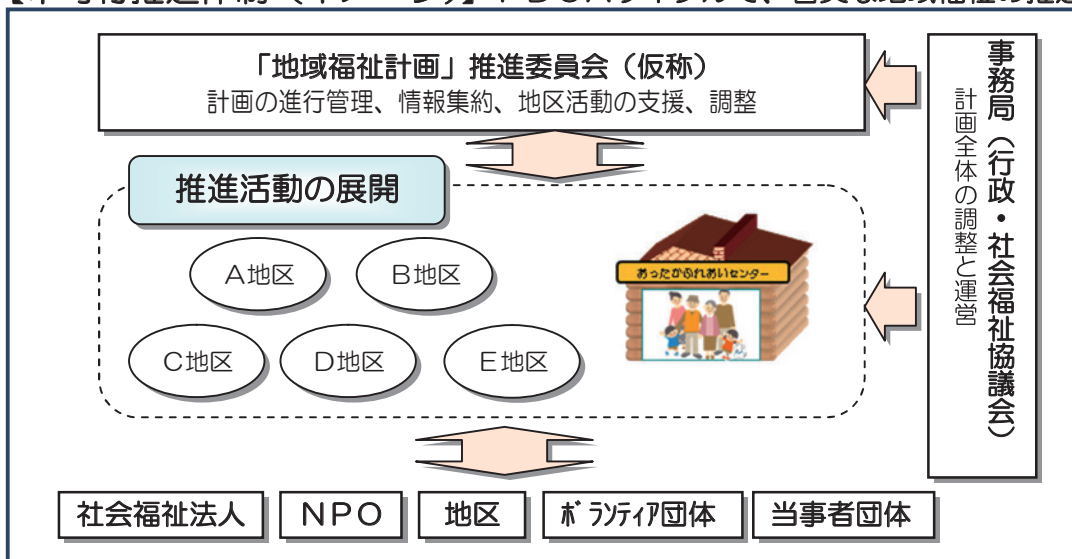 「地域福祉計画」推進委員会（仮称）
計画の進行管理、情報集約、地区活動の支援、調整
事務局（行政・社会福祉協議会）
計画全体の調整と運営
推進活動の展開
A地区
B地区
あったかふれあいセンター
C地区
D地区
E地区
社会福祉法人
NPO
地区
ボランティア団体
当事者団体